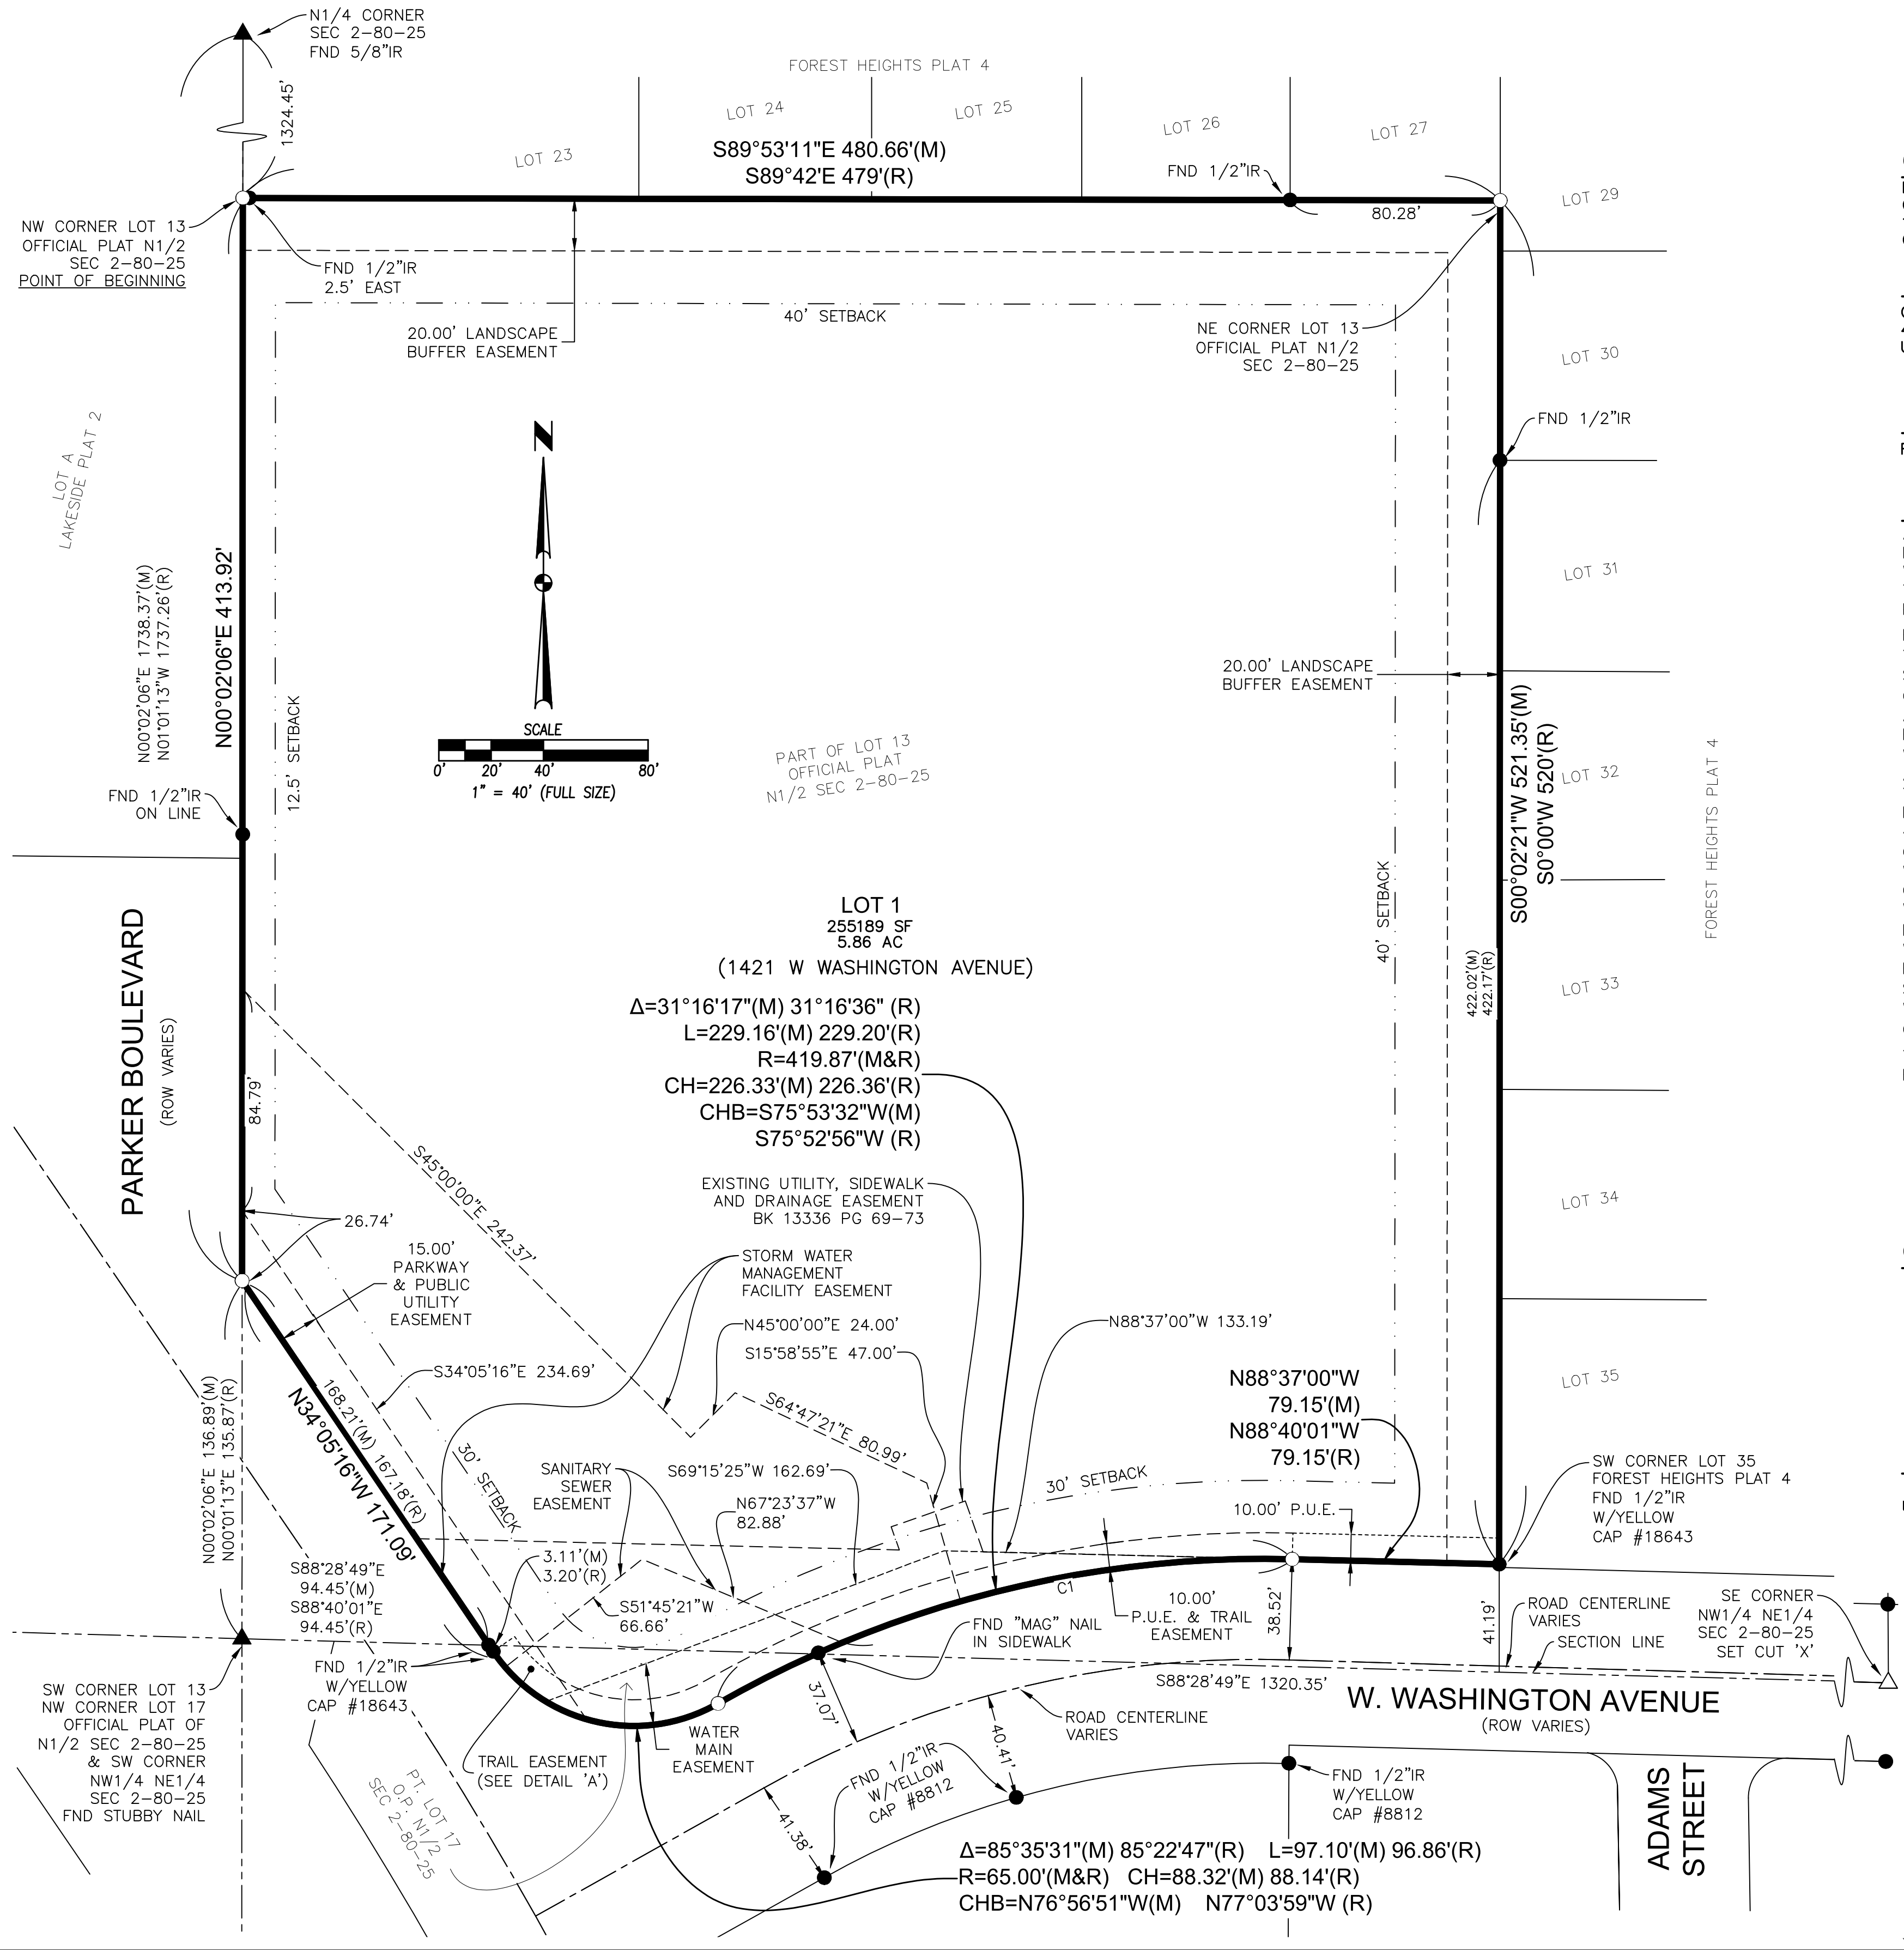 N1/4 CORNER
SEC 2-80-25
FND 5/8"IR
1324.45'
FOREST HEIGHTS PLAT 4
LOT 23
LOT 24
LOT 25
LOT 26
LOT 27
LOT 29
S89°53'11"E 480.66'(M)
S89°42'E 479'(R)
FND 1/2"IR
80.28'
NW CORNER LOT 13
OFFICIAL PLAT N1/2
SEC 2-80-25
POINT OF BEGINNING
FND 1/2"IR
2.5' EAST
20.00' LANDSCAPE
BUFFER EASEMENT
40' SETBACK
NE CORNER LOT 13
OFFICIAL PLAT N1/2
SEC 2-80-25
LOT 30
FND 1/2"IR
LOT A
LAKESIDE PLAT 2
N
LOT 31
N00°02'06"E 1738.37'(M)
N01°01'13"W 1737.26'(R)
N00°02'06"E 413.92'
12.5' SETBACK
20.00' LANDSCAPE
BUFFER EASEMENT
S00°02'21"W 521.35'(M)
S0°00'W 520'(R)
SCALE
0' 20' 40' 80'
1" = 40' (FULL SIZE)
PART OF LOT 13
OFFICIAL PLAT
N1/2 SEC 2-80-25
LOT 32
FOREST HEIGHTS PLAT 4
FND 1/2"IR
ON LINE
40' SETBACK
LOT 1
255189 SF
5.86 AC
(1421 W WASHINGTON AVENUE)
422.02'(M)
422.17'(R)
LOT 33
PARKER BOULEVARD
(ROW VARIES)
84.79'
Δ=31°16'17"(M) 31°16'36" (R)
L=229.16'(M) 229.20'(R)
R=419.87'(M&R)
CH=226.33'(M) 226.36'(R)
CHB=S75°53'32"W(M)
S75°52'56"W (R)
S45°00'00"E 242.37'
EXISTING UTILITY, SIDEWALK
AND DRAINAGE EASEMENT
BK 13336 PG 69-73
LOT 34
26.74'
15.00'
PARKWAY
& PUBLIC
UTILITY
EASEMENT
STORM WATER
MANAGEMENT
FACILITY EASEMENT
N45°00'00"E 24.00'
S15°58'55"E 47.00'
N88°37'00"W 133.19'
S34°05'16"E 234.69'
N88°37'00"W
79.15'(M)
N88°40'01"W
79.15'(R)
LOT 35
N00°02'06"E 136.89'(M)
N00°01'13"E 135.87'(R)
168.21'(M) 167.18'(R)
N34°05'16"W 171.09'
30' SETBACK
S64°47'21"E 80.99'
SANITARY
SEWER
EASEMENT
S69°15'25"W 162.69'
N67°23'37"W
82.88'
30' SETBACK
10.00' P.U.E.
SW CORNER LOT 35
FOREST HEIGHTS PLAT 4
FND 1/2"IR
W/YELLOW
CAP #18643
S88°28'49"E
94.45'(M)
S88°40'01"E
94.45'(R)
3.11'(M)
3.20'(R)
S51°45'21"W
66.66'
C1
10.00'
P.U.E. & TRAIL
EASEMENT
38.52'
41.19'
ROAD CENTERLINE
VARIES
SECTION LINE
SE CORNER
NW1/4 NE1/4
SEC 2-80-25
SET CUT 'X'
FND "MAG" NAIL
IN SIDEWALK
FND 1/2"IR
W/YELLOW
CAP #18643
S88°28'49"E 1320.35'
W. WASHINGTON AVENUE
(ROW VARIES)
SW CORNER LOT 13
NW CORNER LOT 17
OFFICIAL PLAT OF
N1/2 SEC 2-80-25
& SW CORNER
NW1/4 NE1/4
SEC 2-80-25
FND STUBBY NAIL
TRAIL EASEMENT
(SEE DETAIL 'A')
WATER
MAIN
EASEMENT
37.07'
40.41'
ROAD CENTERLINE
VARIES
PT. LOT 17
O.P. N1/2
SEC 2-80-25
41.38'
FND 1/2"IR
W/YELLOW
CAP #8812
FND 1/2"IR
W/YELLOW
CAP #8812
ADAMS
STREET
Δ=85°35'31"(M) 85°22'47"(R) L=97.10'(M) 96.86'(R)
R=65.00'(M&R) CH=88.32'(M) 88.14'(R)
CHB=N76°56'51"W(M) N77°03'59"W (R)